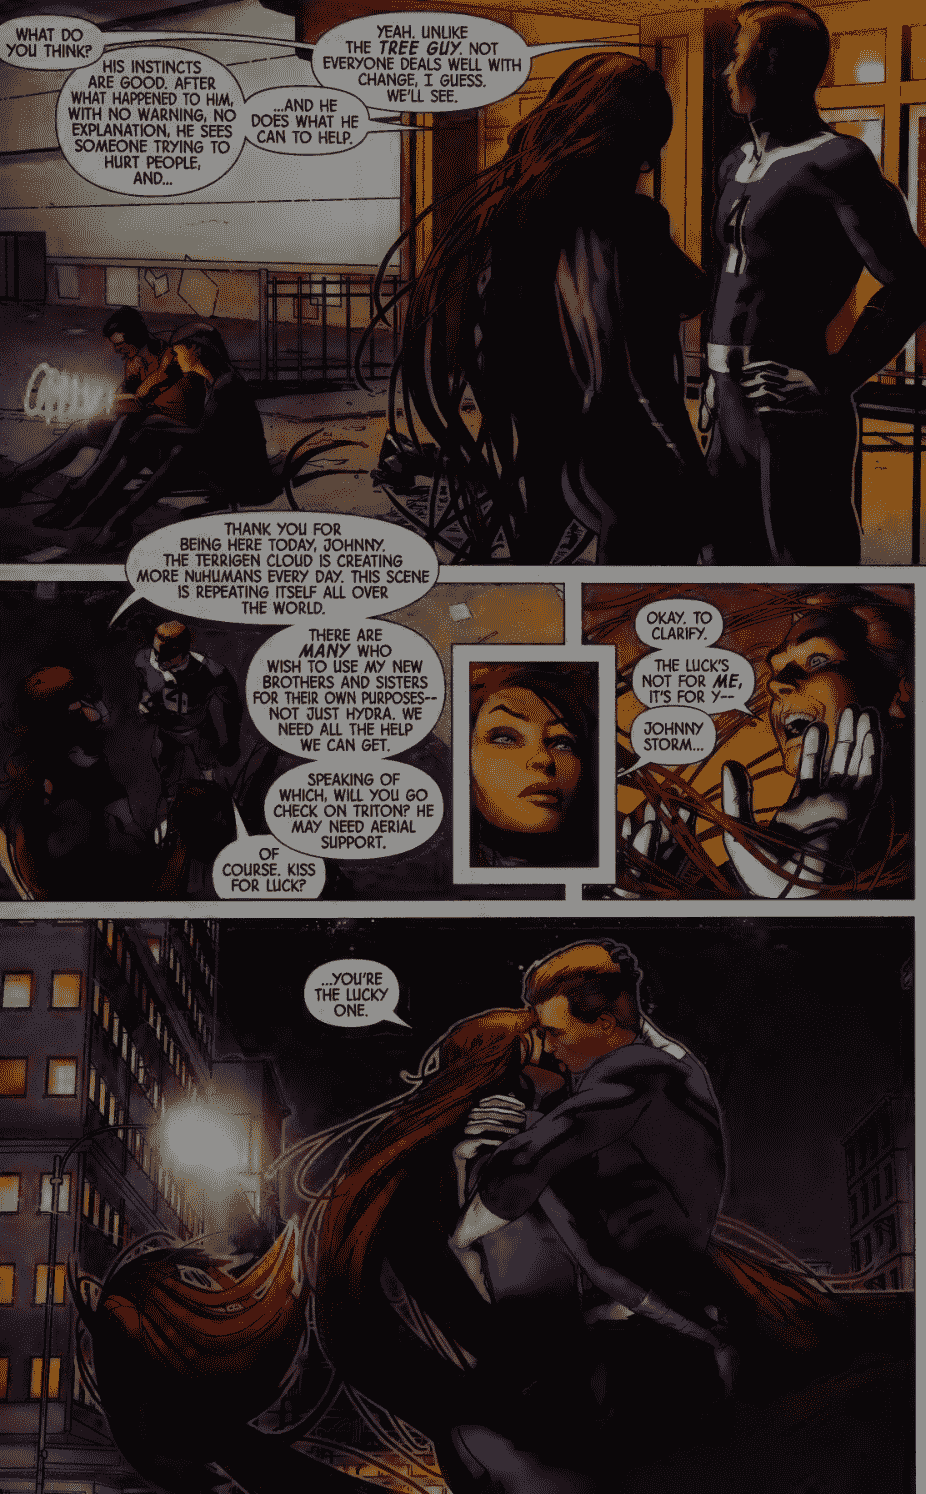 WHAT DO
YOU THINK?
YEAH. UNLIKE
THE TREE GUY. NOT
EVERYONE DEALS WELL WITH
CHANGE, I GUESS.
WE'LL SEE.
HIS INSTINCTS
ARE GOOD. AFTER
WHAT HAPPENED TO HIM,
WITH NO WARNING, NO
EXPLANATION, HE SEES
SOMEONE TRYING TO
HURT PEOPLE,
AND...
...AND HE
DOES WHAT HE
CAN TO HELP.
4
THANK YOU FOR
BEING HERE TODAY, JOHNNY.
THE TERRIGEN CLOUD IS CREATING
MORE NUHUMANS EVERY DAY. THIS SCENE
IS REPEATING ITSELF ALL OVER
THE WORLD.
THERE ARE
MANY WHO
WISH TO USE MY NEW
BROTHERS AND SISTERS
FOR THEIR OWN PURPOSES--
NOT JUST HYDRA. WE
NEED ALL THE HELP
WE CAN GET.
SPEAKING OF
WHICH, WILL YOU GO
CHECK ON TRITON? HE
MAY NEED AERIAL
SUPPORT.
OF
COURSE. KISS
FOR LUCK?
OKAY. TO
CLARIFY.
THE LUCK'S
NOT FOR ME,
IT'S FOR Y--
JOHNNY
STORM...
...YOU'RE
THE LUCKY
ONE.